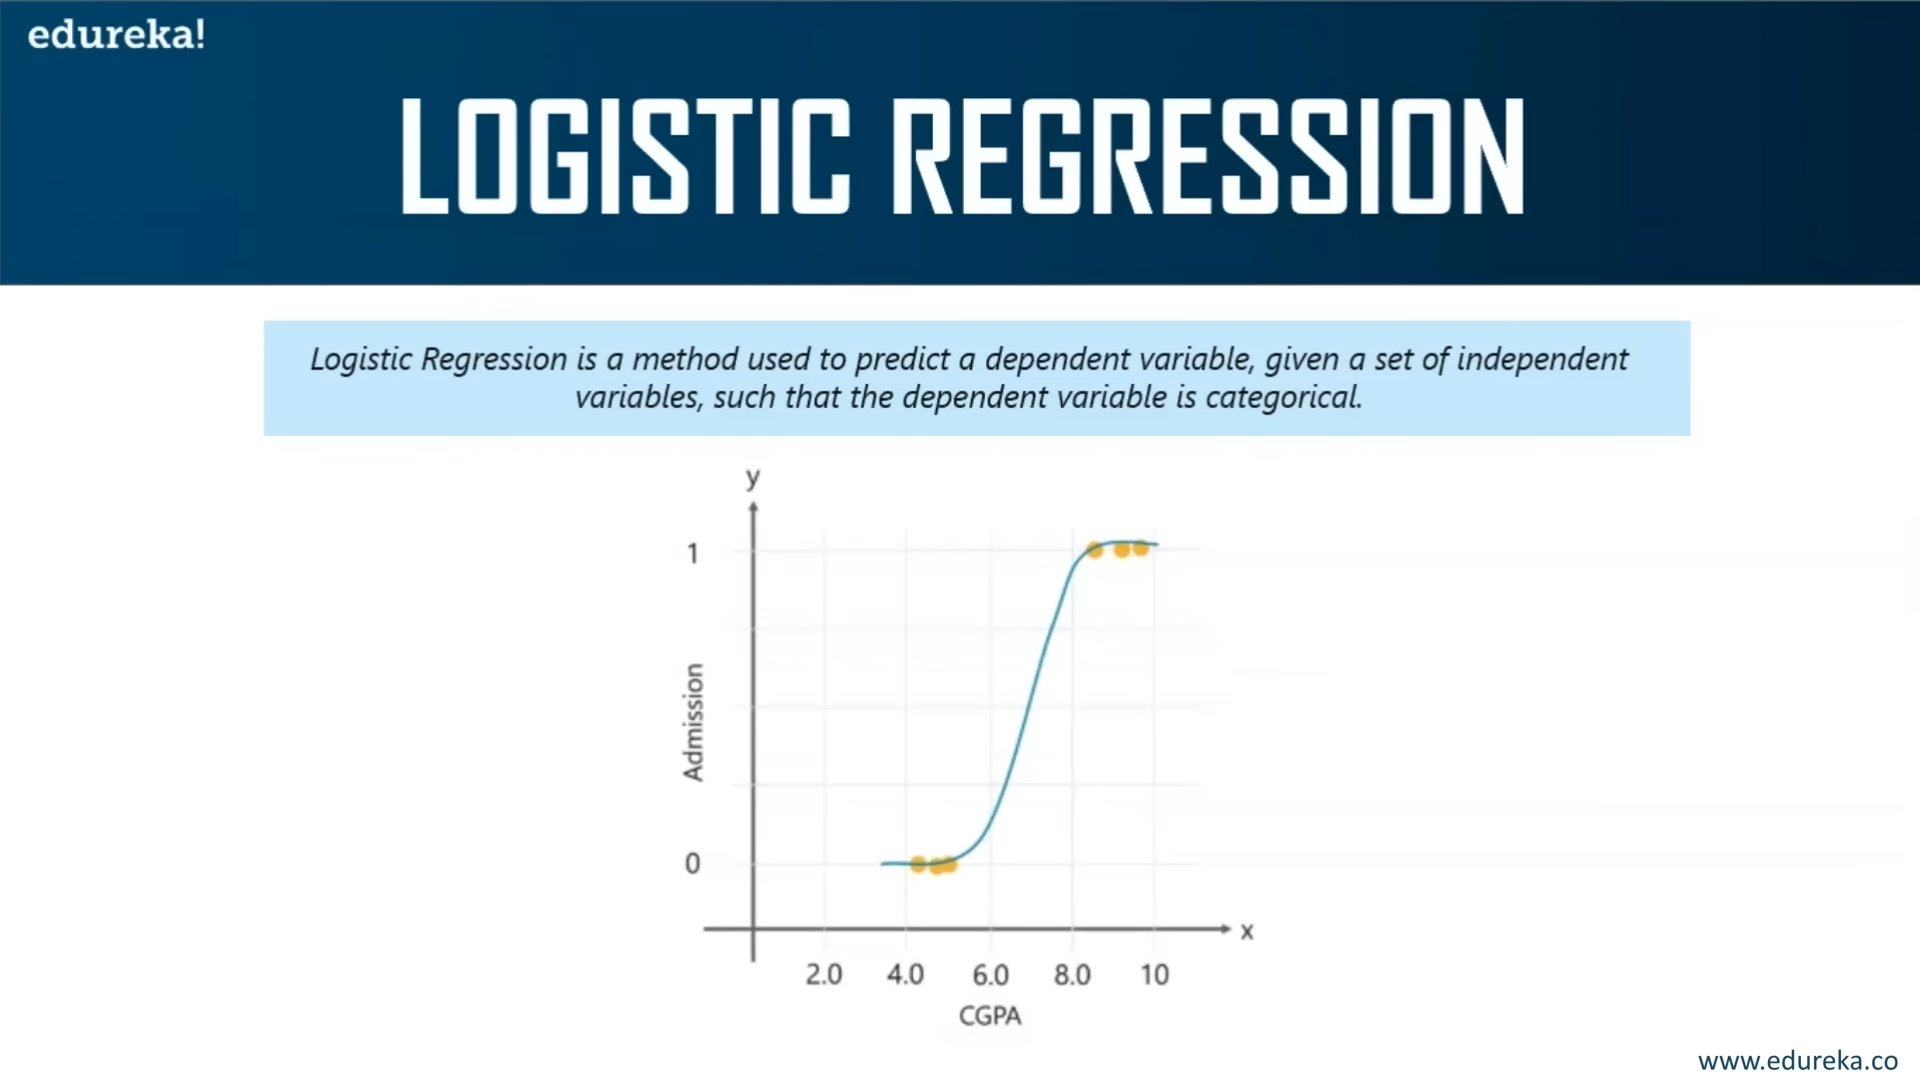 edureka!
LOGISTIC REGRESSION
Logistic Regression is a method used to predict a dependent variable, given a set of independent
variables, such that the dependent variable is categorical.
y
1
Admission
0
x
2.0 4.0 6.0 8.0 10
CGPA
www.edureka.co